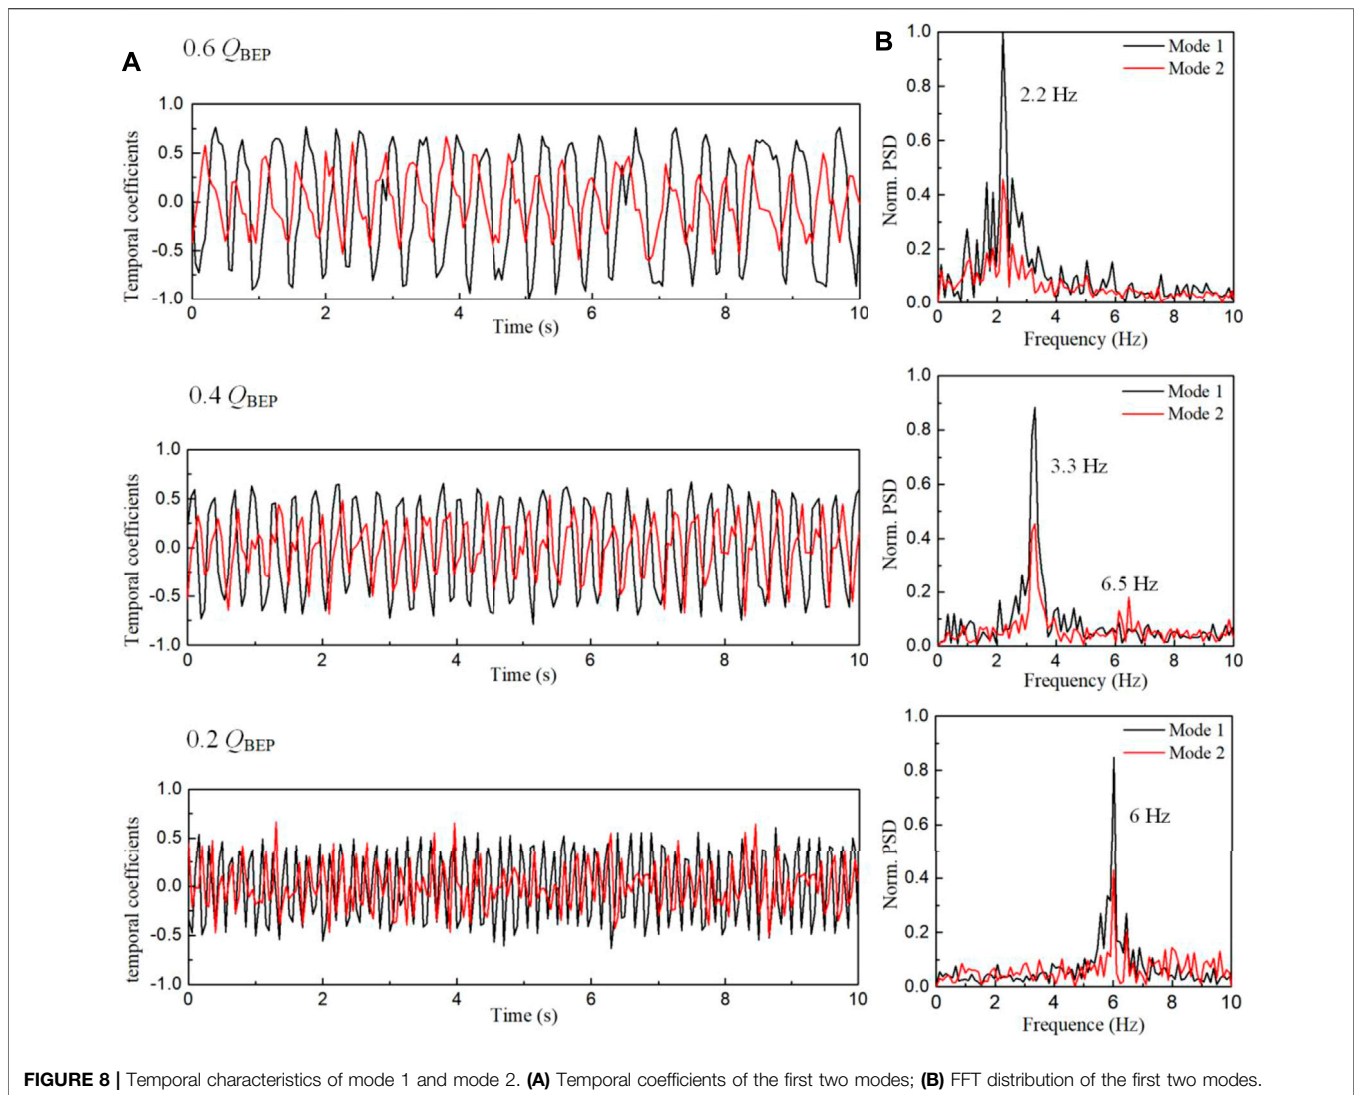 A
0.6 Q_BEP
1.0
0.5
0.0
-0.5
-1.0
Temporal coefficients
0 2 4 6 8 10
Time (s)
B
1.0
0.8
0.6
0.4
0.2
0.0
Norm. PSD
Mode 1
Mode 2
2.2 Hz
0 2 4 6 8 10
Frequency (Hz)
0.4 Q_BEP
1.0
0.5
0.0
-0.5
-1.0
Temporal coefficients
0 2 4 6 8 10
Time (s)
1.0
0.8
0.6
0.4
0.2
0.0
Norm. PSD
Mode 1
Mode 2
3.3 Hz
6.5 Hz
0 2 4 6 8 10
Frequency (Hz)
0.2 Q_BEP
1.0
0.5
0.0
-0.5
-1.0
temporal coefficients
0 2 4 6 8 10
Time (s)
1.0
0.8
0.6
0.4
0.2
0.0
Norm. PSD
Mode 1
Mode 2
6 Hz
0 2 4 6 8 10
Frequence (Hz)
FIGURE 8 | Temporal characteristics of mode 1 and mode 2. (A) Temporal coefficients of the first two modes; (B) FFT distribution of the first two modes.